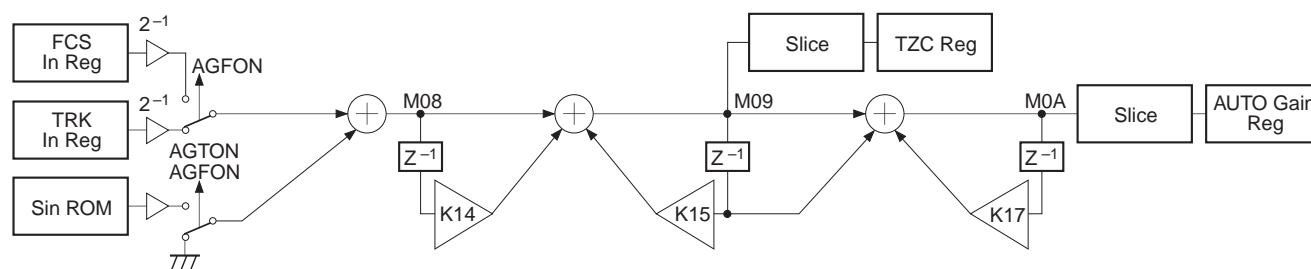 2⁻¹
FCS
In Reg
AGFON
2⁻¹
TRK
In Reg
AGTON
AGFON
Sin ROM
M08
Z⁻¹
K14
Slice
TZC Reg
M09
Z⁻¹
K15
M0A
Z⁻¹
K17
Slice
AUTO Gain
Reg